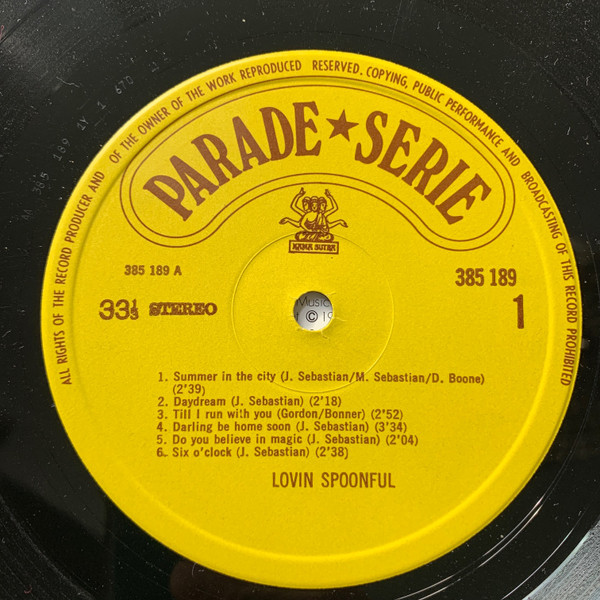 ALL RIGHTS OF THE RECORD PRODUCER AND OF THE OWNER OF THE WORK REPRODUCED RESERVED. COPYING, PUBLIC PERFORMANCE AND BROADCASTING OF THIS RECORD PROHIBITED
PARADE★SERIE
KAMA SUTRA
385 189 A
385 189
33⅓ STEREO
1
Music
© 19
1. Summer in the city (J. Sebastian/M. Sebastian/D. Boone)
(2'39)
2. Daydream (J. Sebastian) (2'18)
3. Till I run with you (Gordon/Bonner) (2'52)
4. Darling be home soon (J. Sebastian) (3'34)
5. Do you believe in magic (J. Sebastian) (2'04)
6. Six o'clock (J. Sebastian) (2'38)
LOVIN SPOONFUL